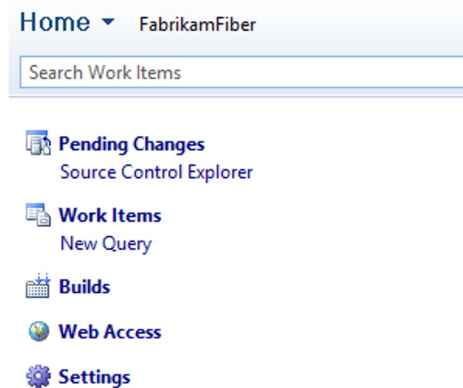 Home FabrikamFiber
Search Work Items
Pending Changes
Source Control Explorer
Work Items
New Query
Builds
Web Access
Settings